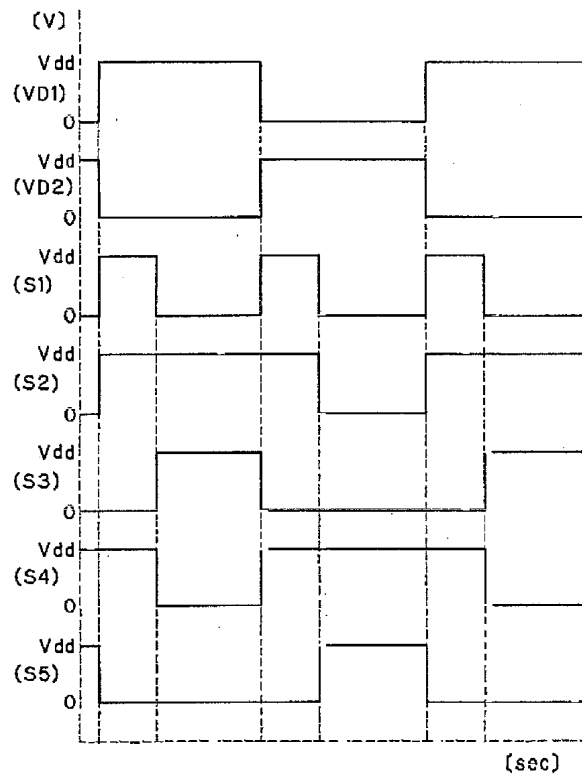 [V]
Vdd
(VD1)
0
Vdd
(VD2)
0
Vdd
(S1)
0
Vdd
(S2)
0
Vdd
(S3)
0
Vdd
(S4)
0
Vdd
(S5)
0
[sec]